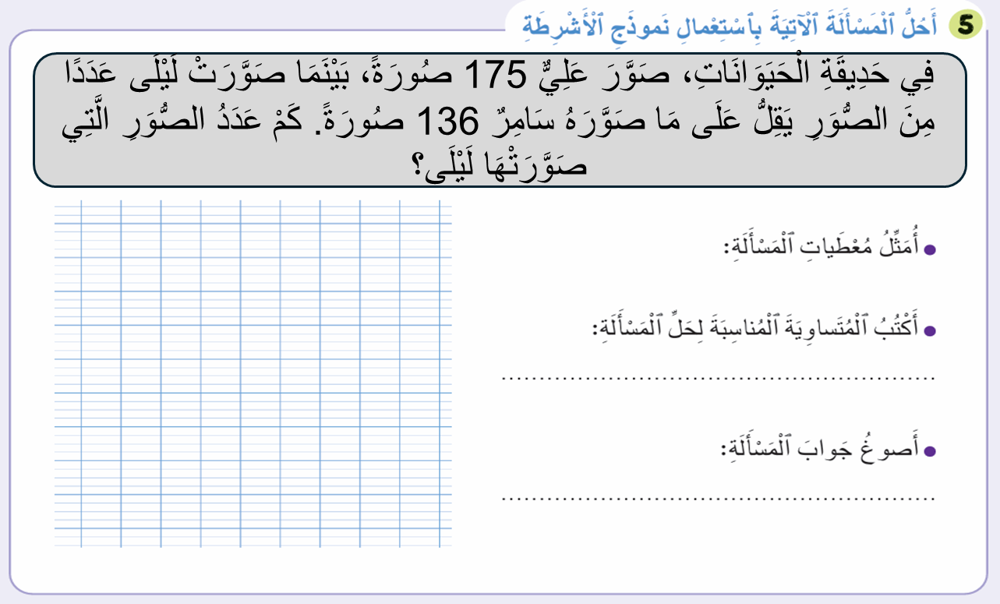 5 أَحُلُّ ٱلْمَسْأَلَةَ ٱلْآتِيَةَ بِٱسْتِعْمالِ نَموذَجِ ٱلْأَشْرِطَةِ
فِي حَدِيقَةِ الْحَيَوَانَاتِ، صَوَّرَ عَلِيٌّ 175 صُورَةً، بَيْنَمَا صَوَّرَتْ لَيْلَى عَدَدًا
مِنَ الصُّوَرِ يَقِلُّ عَلَى مَا صَوَّرَهُ سَامِرٌ 136 صُورَةً. كَمْ عَدَدُ الصُّوَرِ الَّتِي
صَوَّرَتْهَا لَيْلَى؟
● أُمَثِّلُ مُعْطَياتِ ٱلْمَسْأَلَةِ:
● أَكْتُبُ ٱلْمُتَساوِيَةَ ٱلْمُناسِبَةَ لِحَلِّ ٱلْمَسْأَلَةِ:
● أَصوغُ جَوابَ ٱلْمَسْأَلَةِ: